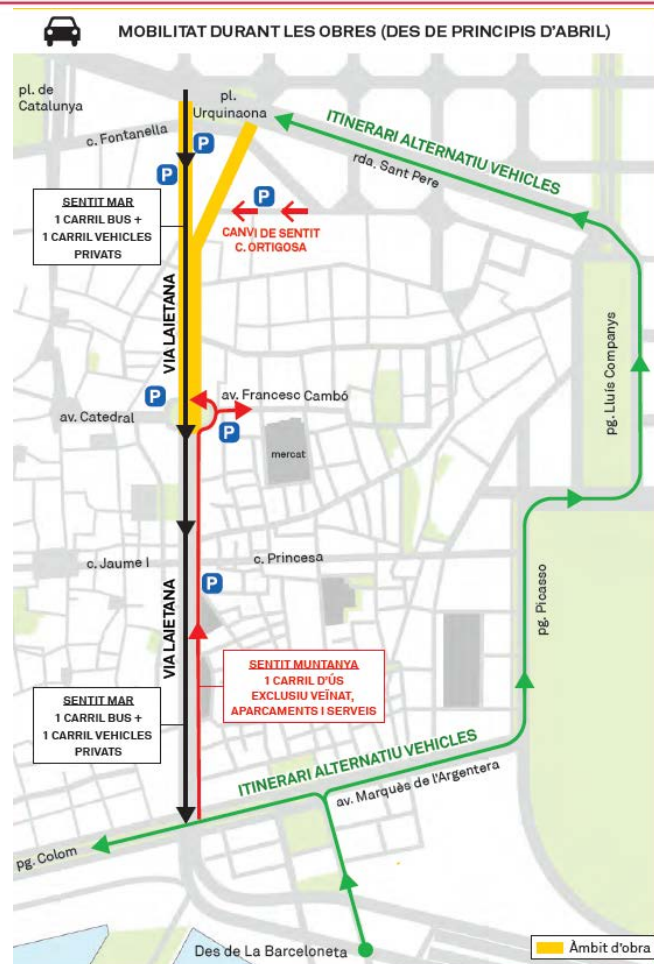 MOBILITAT DURANT LES OBRES (DES DE PRINCIPIS D'ABRIL)
pl. de
Catalunya
pl.
Urquinaona
c. Fontanella
P
P
ITINERARI ALTERNATIU VEHICLES
rda. Sant Pere
P
CANVI DE SENTIT
C. ORTIGOSA
SENTIT MAR
1 CARRIL BUS +
1 CARRIL VEHICLES
PRIVATS
VIA LAIETANA
pg. Lluís Companys
P
av. Francesc Cambó
av. Catedral
P
mercat
c. Jaume I
c. Princesa
P
pg. Picasso
VIA LAIETANA
SENTIT MUNTANYA
1 CARRIL D'ÚS
EXCLUSIU VEÏNAT,
APARCAMENTS I SERVEIS
SENTIT MAR
1 CARRIL BUS +
1 CARRIL VEHICLES
PRIVATS
ITINERARI ALTERNATIU VEHICLES
av. Marquès de l'Argentera
pg. Colom
Des de La Barceloneta
Àmbit d'obra